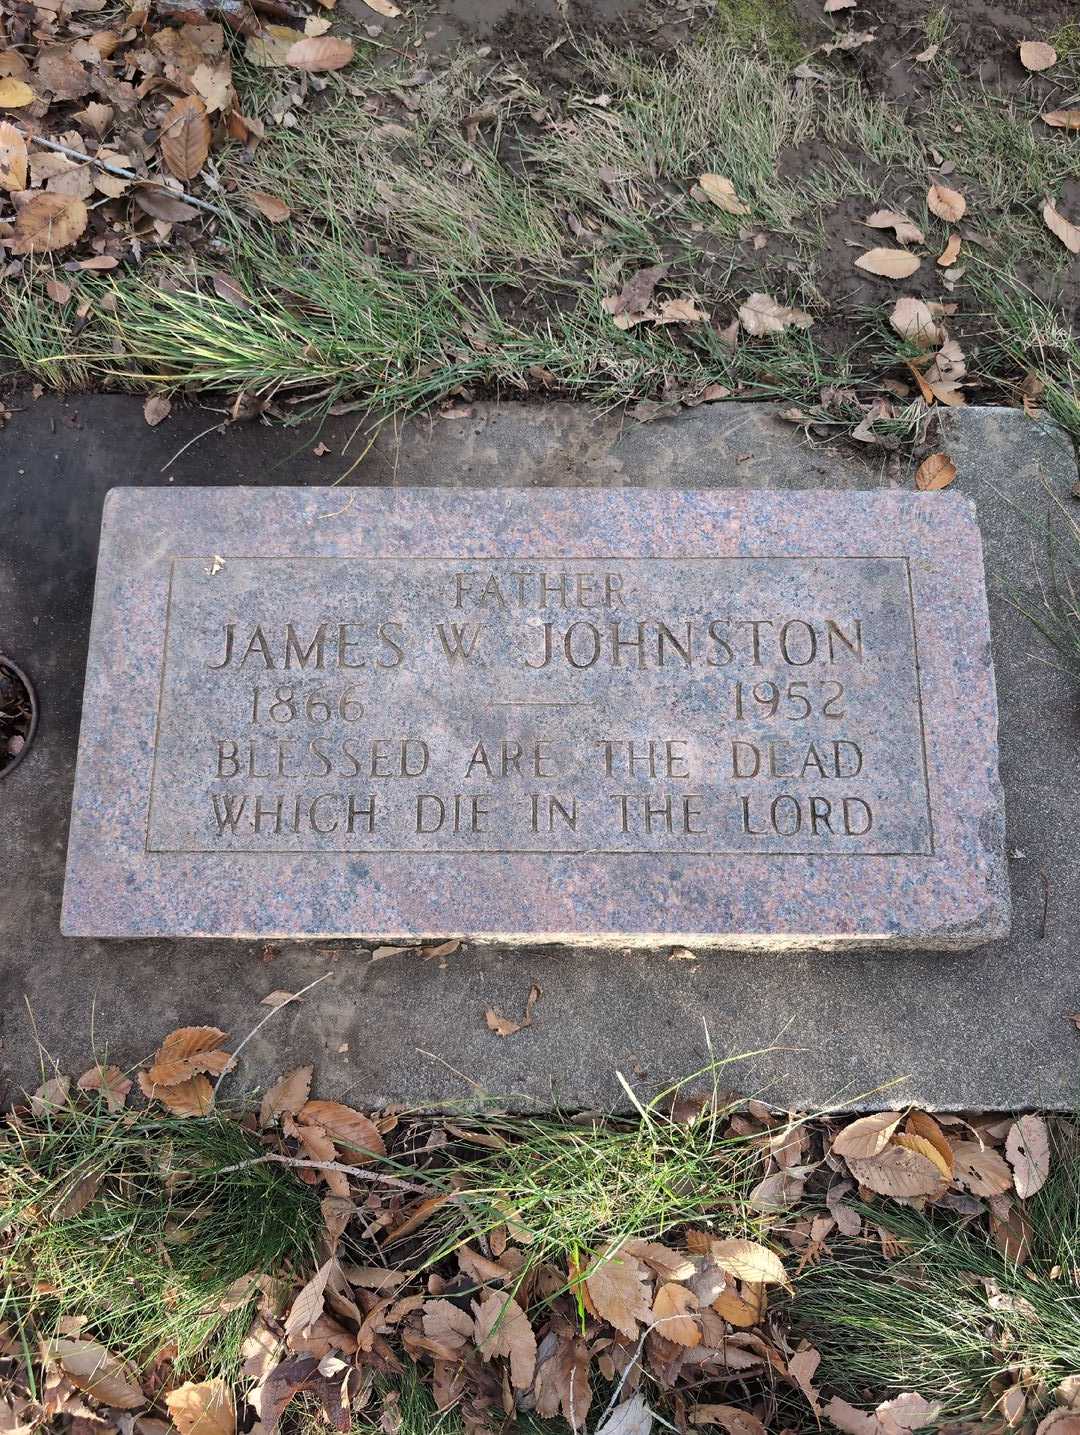 FATHER
JAMES W. JOHNSTON
1866 — 1952
BLESSED ARE THE DEAD
WHICH DIE IN THE LORD